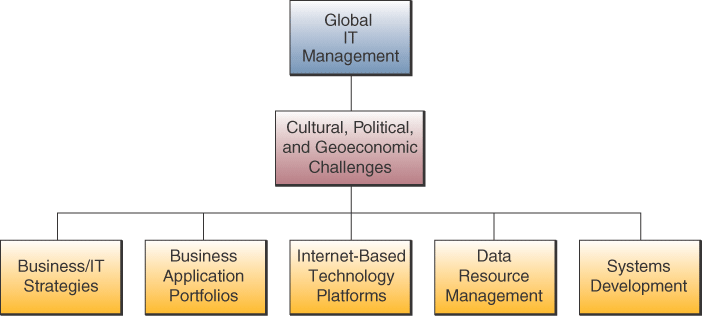 Global
IT
Management
Cultural, Political,
and Geoeconomic
Challenges
Business/IT
Strategies
Business
Application
Portfolios
Internet-Based
Technology
Platforms
Data
Resource
Management
Systems
Development